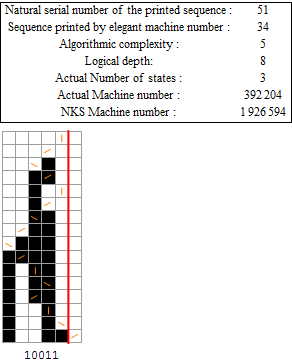 Natural serial number of the printed sequence : 51
Sequence printed by elegant machine number : 34
Algorithmic complexity : 5
Logical depth: 8
Actual Number of states : 3
Actual Machine number : 392 204
NKS Machine number : 1 926 594
10011